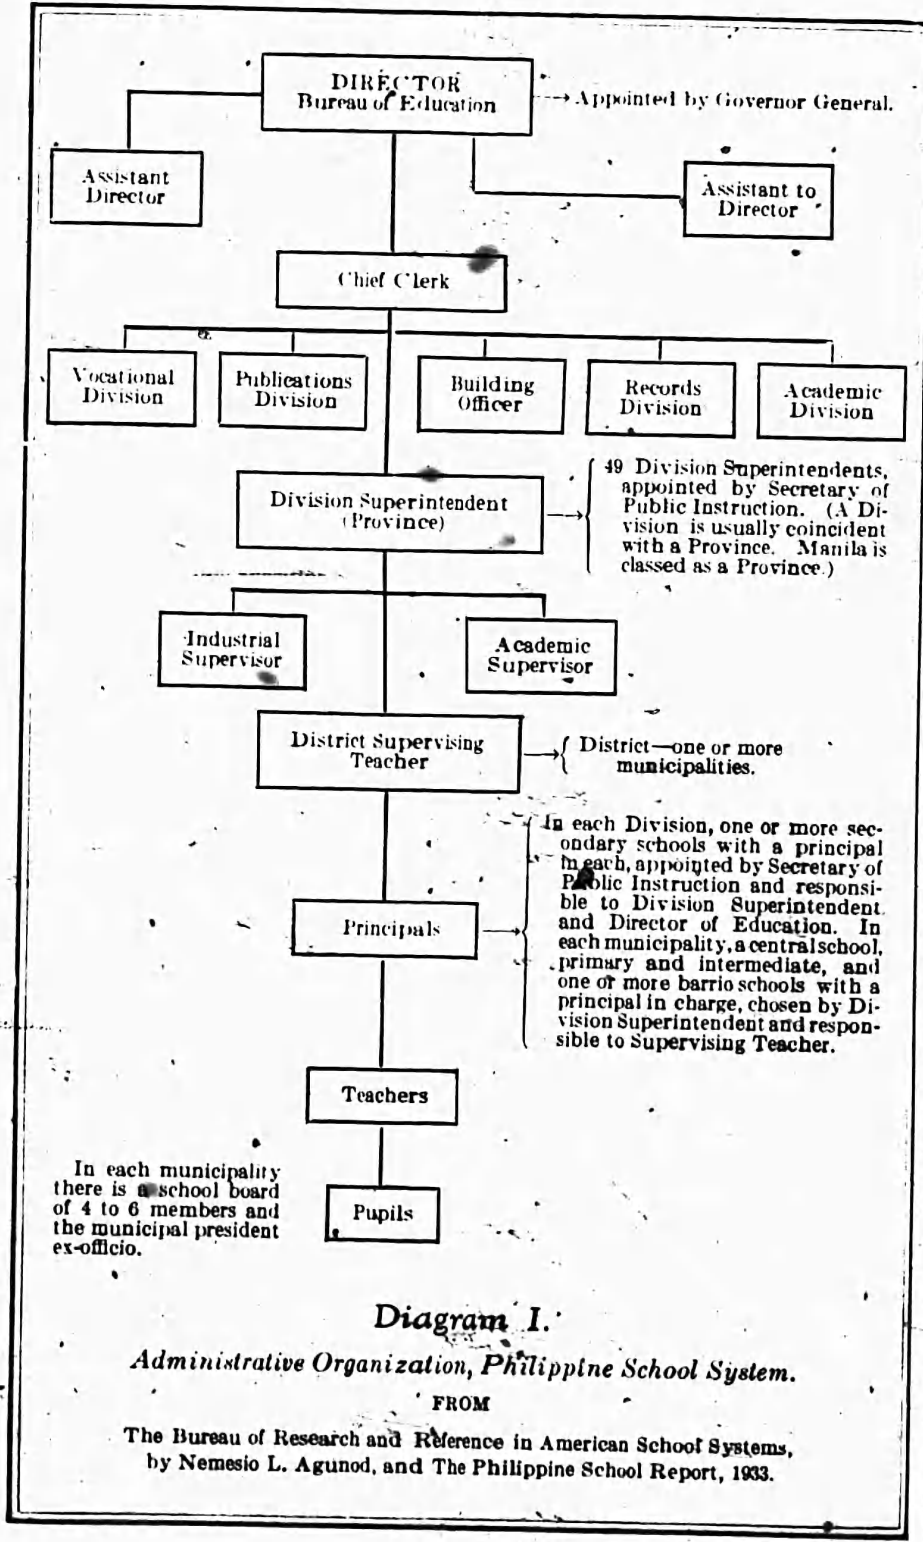 DIRECTOR
Bureau of Education
Appointed by Governor General.
Assistant
Director
Assistant to
Director
Chief Clerk
Vocational
Division
Publications
Division
Building
Officer
Records
Division
Academic
Division
Division Superintendent
(Province)
49 Division Superintendents,
appointed by Secretary of
Public Instruction. (A Di-
vision is usually coincident
with a Province. Manila is
classed as a Province.)
Industrial
Supervisor
Academic
Supervisor
District Supervising
Teacher
District—one or more
municipalities.
Principals
In each Division, one or more sec-
ondary schools with a principal
in each, appointed by Secretary of
Public Instruction and responsi-
ble to Division Superintendent
and Director of Education. In
each municipality, a central school,
primary and intermediate, and
one or more barrio schools with a
principal in charge, chosen by Di-
vision Superintendent and respon-
sible to Supervising Teacher.
Teachers
In each municipality
there is a school board
of 4 to 6 members and
the municipal president
ex-officio.
Pupils
Diagram I.
Administrative Organization, Philippine School System.
FROM
The Bureau of Research and Reference in American School Systems,
by Nemesio L. Agunod, and The Philippine School Report, 1933.